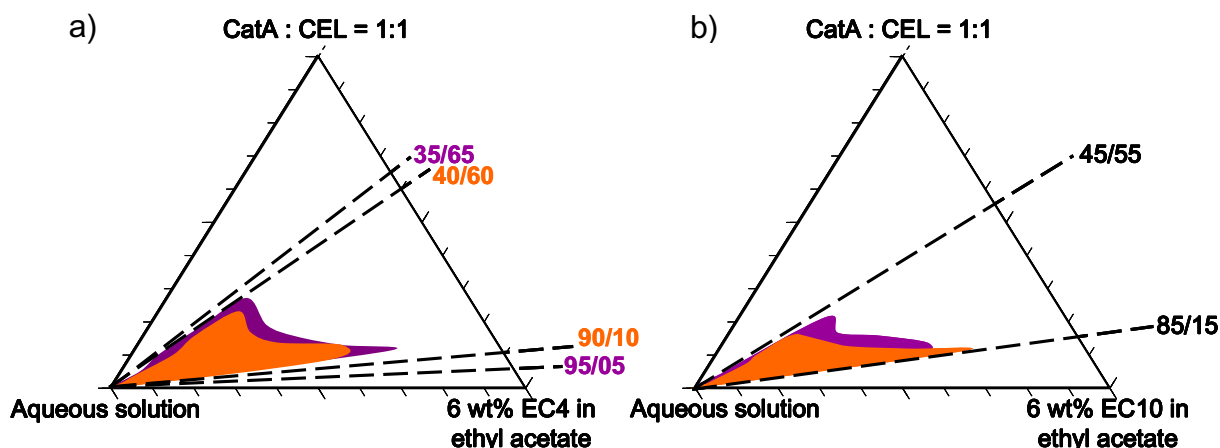 a)
CatA : CEL = 1:1
35/65
40/60
90/10
95/05
Aqueous solution
6 wt% EC4 in
ethyl acetate
b)
CatA : CEL = 1:1
45/55
85/15
Aqueous solution
6 wt% EC10 in
ethyl acetate